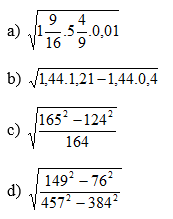 a) √(1 9/16 . 5 4/9 . 0,01)
b) √(1,44.1,21 − 1,44.0,4)
c) √((165² − 124²)/164)
d) √((149² − 76²)/(457² − 384²))